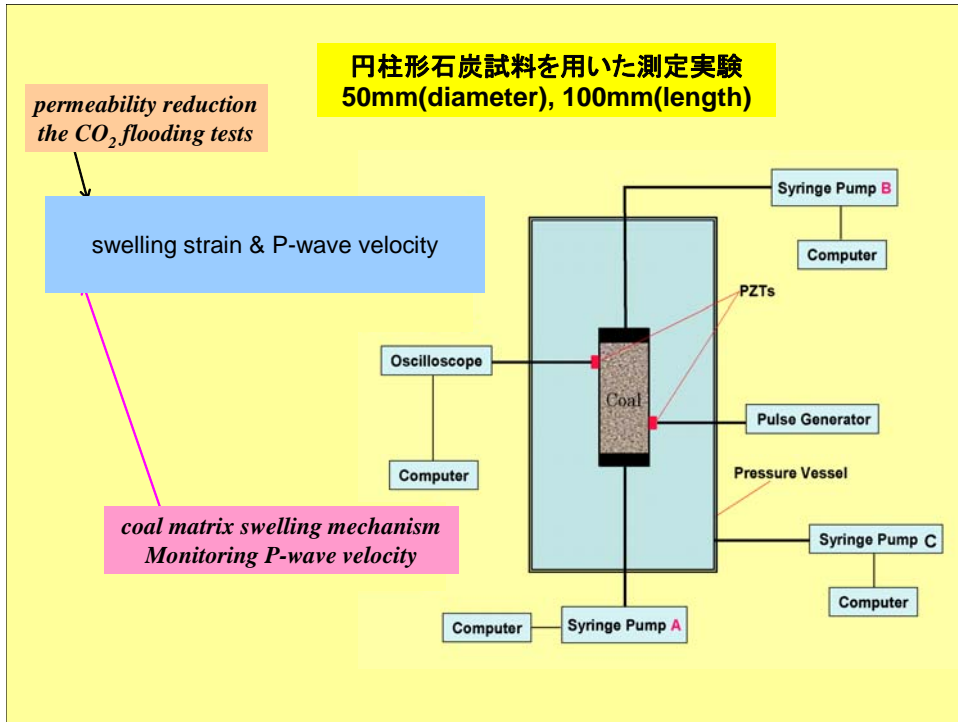 円柱形石炭試料を用いた測定実験
50mm(diameter), 100mm(length)
permeability reduction
the CO2 flooding tests
swelling strain & P-wave velocity
coal matrix swelling mechanism
Monitoring P-wave velocity
Syringe Pump B
Computer
PZTs
Oscilloscope
Coal
Pulse Generator
Computer
Pressure Vessel
Syringe Pump C
Computer
Computer
Syringe Pump A